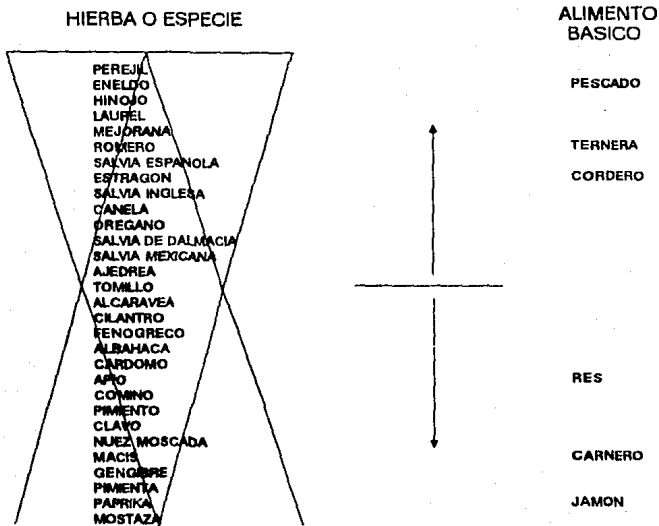 HIERBA O ESPECIE
PEREJIL
ENELDO
HINOJO
LAUREL
MEJORANA
ROMERO
SALVIA ESPAÑOLA
ESTRAGON
SALVIA INGLESA
CANELA
OREGANO
SALVIA DE DALMACIA
SALVIA MEXICANA
AJEDREA
TOMILLO
ALCARAVEA
CILANTRO
FENOGRECO
ALBAHACA
CARDOMO
APIO
COMINO
PIMIENTO
CLAVO
NUEZ MOSCADA
MACIS
GENGIBRE
PIMIENTA
PAPRIKA
MOSTAZA
ALIMENTO
BASICO
PESCADO
TERNERA
CORDERO
RES
CARNERO
JAMON